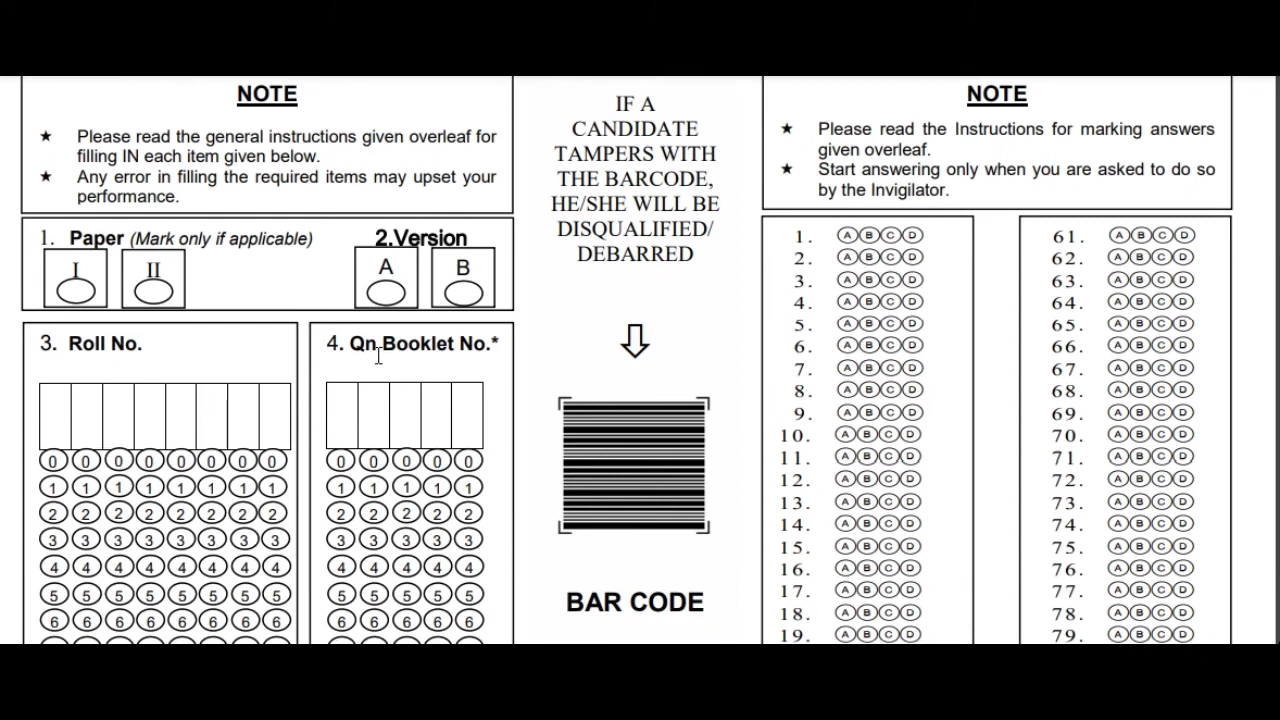 NOTE
★ Please read the general instructions given overleaf for
filling IN each item given below.
★ Any error in filling the required items may upset your
performance.
1. Paper (Mark only if applicable)
2.Version
I II
A B
3. Roll No.
0 0 0 0 0 0 0 0
1 1 1 1 1 1 1 1
2 2 2 2 2 2 2 2
3 3 3 3 3 3 3 3
4 4 4 4 4 4 4 4
5 5 5 5 5 5 5 5
6 6 6 6 6 6 6 6
4. Qn Booklet No.*
0 0 0 0 0
1 1 1 1 1
2 2 2 2 2
3 3 3 3 3
4 4 4 4 4
5 5 5 5 5
6 6 6 6 6
IF A
CANDIDATE
TAMPERS WITH
THE BARCODE,
HE/SHE WILL BE
DISQUALIFIED/
DEBARRED
BAR CODE
NOTE
★ Please read the Instructions for marking answers
given overleaf.
★ Start answering only when you are asked to do so
by the Invigilator.
1. A B C D
2. A B C D
3. A B C D
4. A B C D
5. A B C D
6. A B C D
7. A B C D
8. A B C D
9. A B C D
10. A B C D
11. A B C D
12. A B C D
13. A B C D
14. A B C D
15. A B C D
16. A B C D
17. A B C D
18. A B C D
19. A B C D
61. A B C D
62. A B C D
63. A B C D
64. A B C D
65. A B C D
66. A B C D
67. A B C D
68. A B C D
69. A B C D
70. A B C D
71. A B C D
72. A B C D
73. A B C D
74. A B C D
75. A B C D
76. A B C D
77. A B C D
78. A B C D
79. A B C D